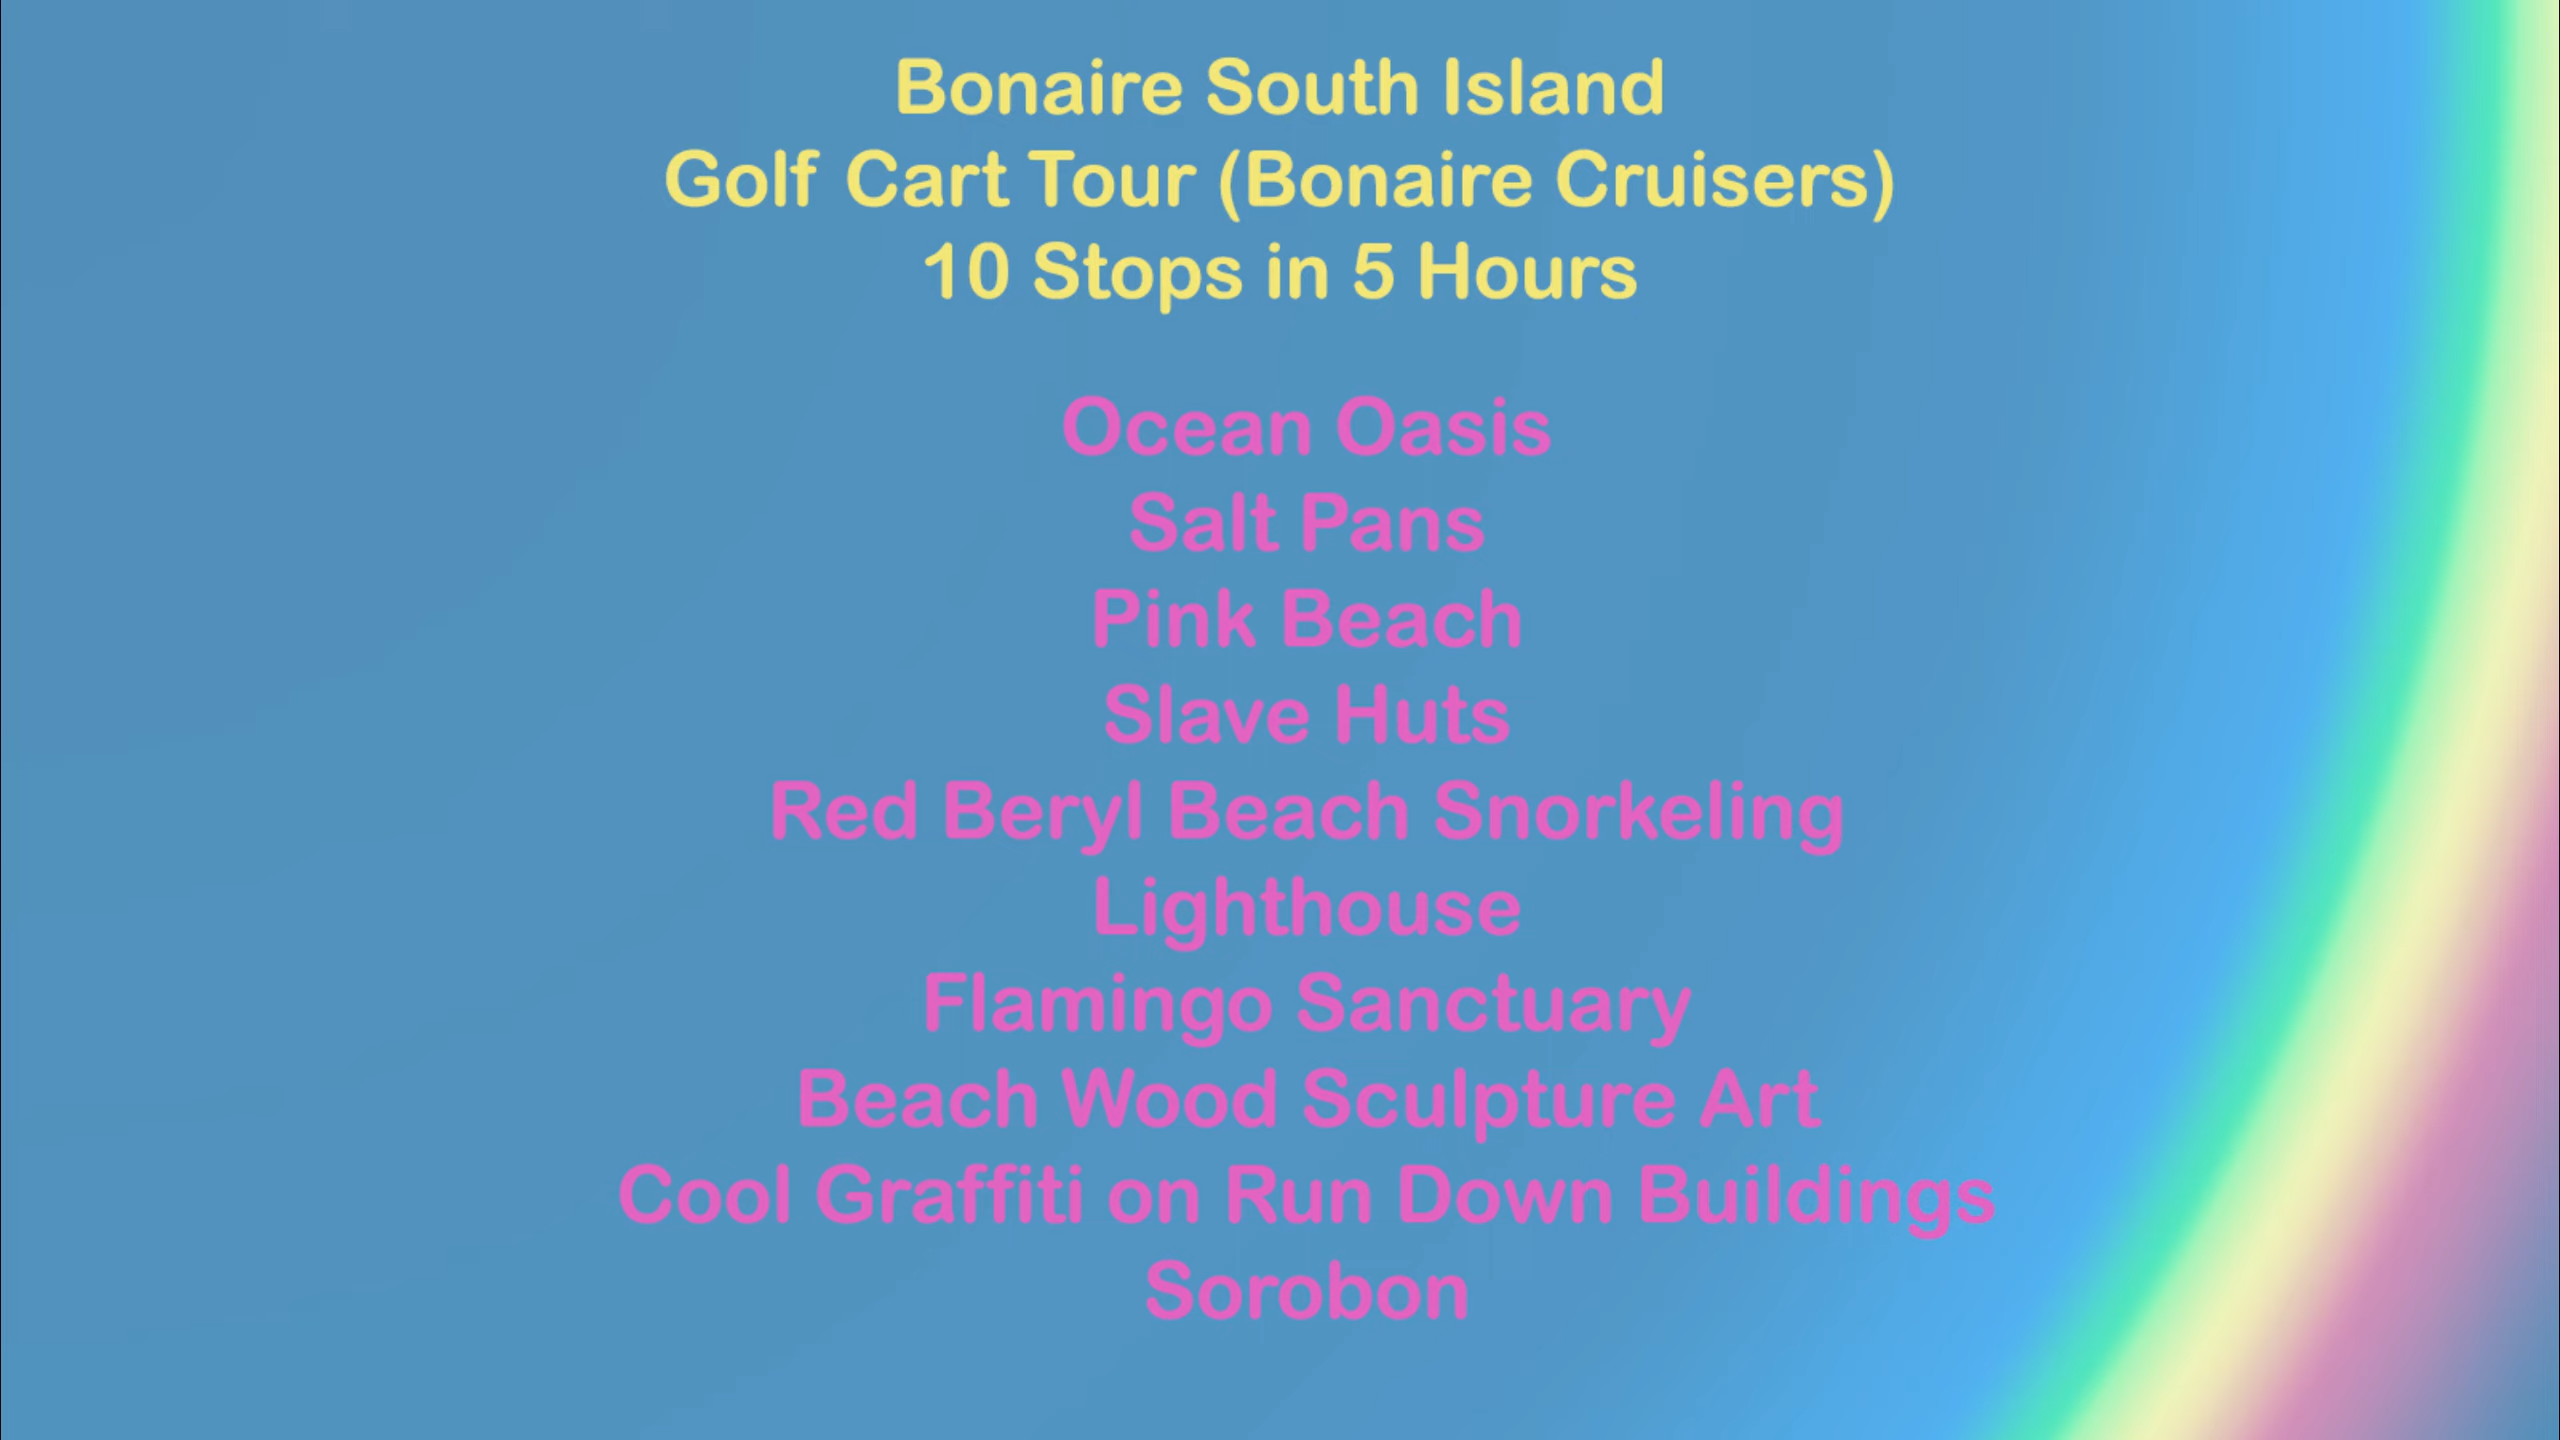 Bonaire South Island
Golf Cart Tour (Bonaire Cruisers)
10 Stops in 5 Hours
Ocean Oasis
Salt Pans
Pink Beach
Slave Huts
Red Beryl Beach Snorkeling
Lighthouse
Flamingo Sanctuary
Beach Wood Sculpture Art
Cool Graffiti on Run Down Buildings
Sorobon